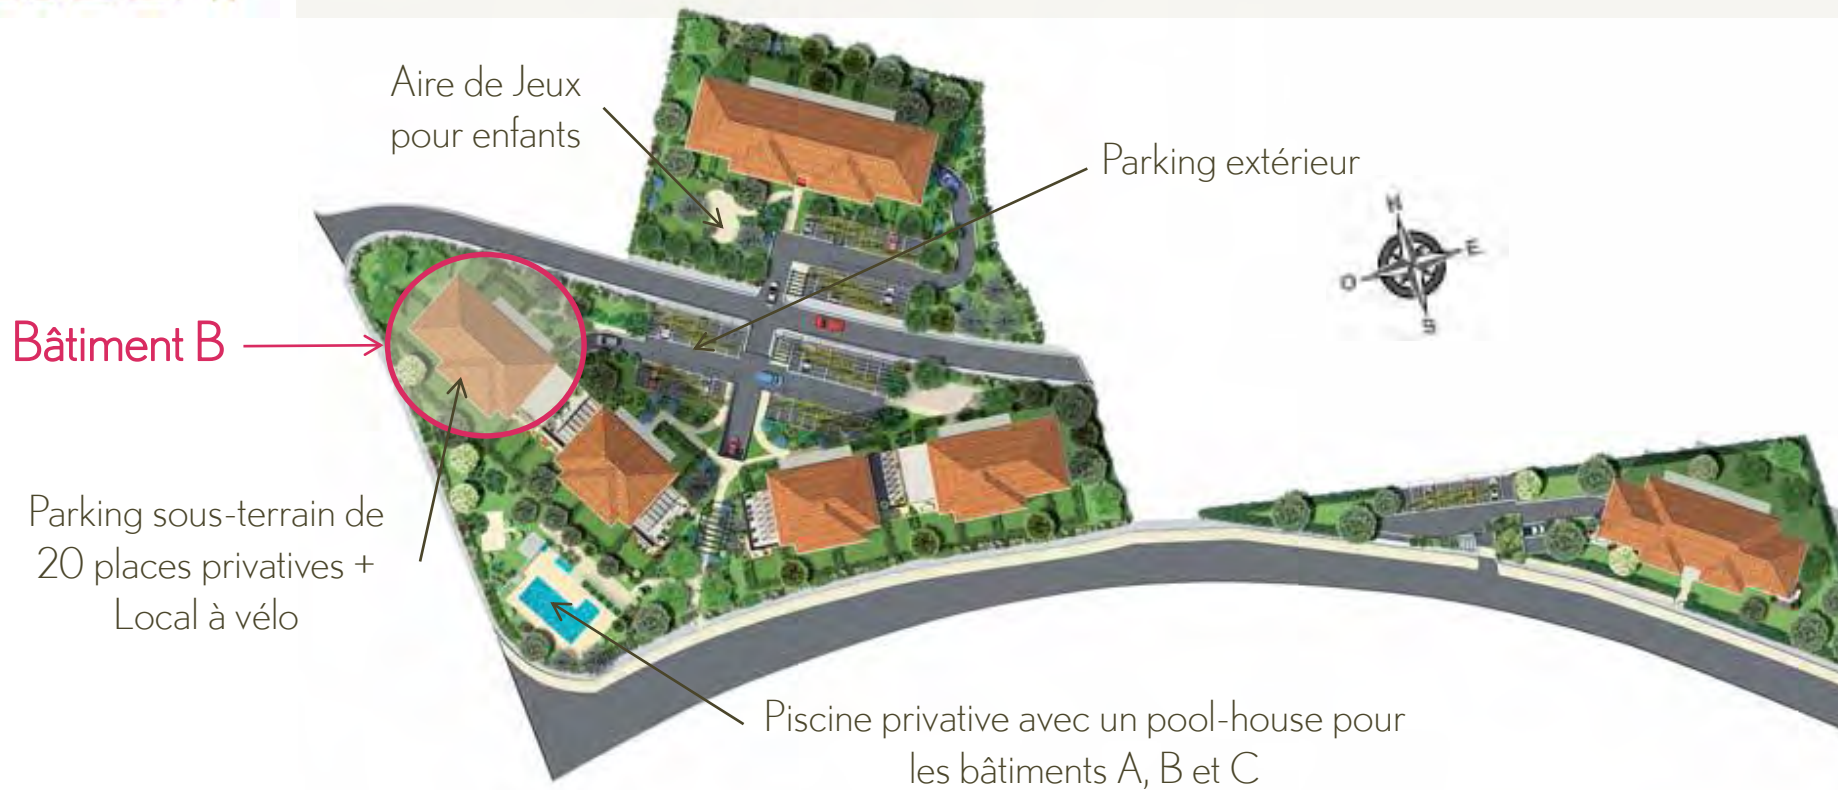 Aire de Jeux
pour enfants
Parking extérieur
N
E
O
S
Bâtiment B
Parking sous-terrain de
20 places privatives +
Local à vélo
Piscine privative avec un pool-house pour
les bâtiments A, B et C